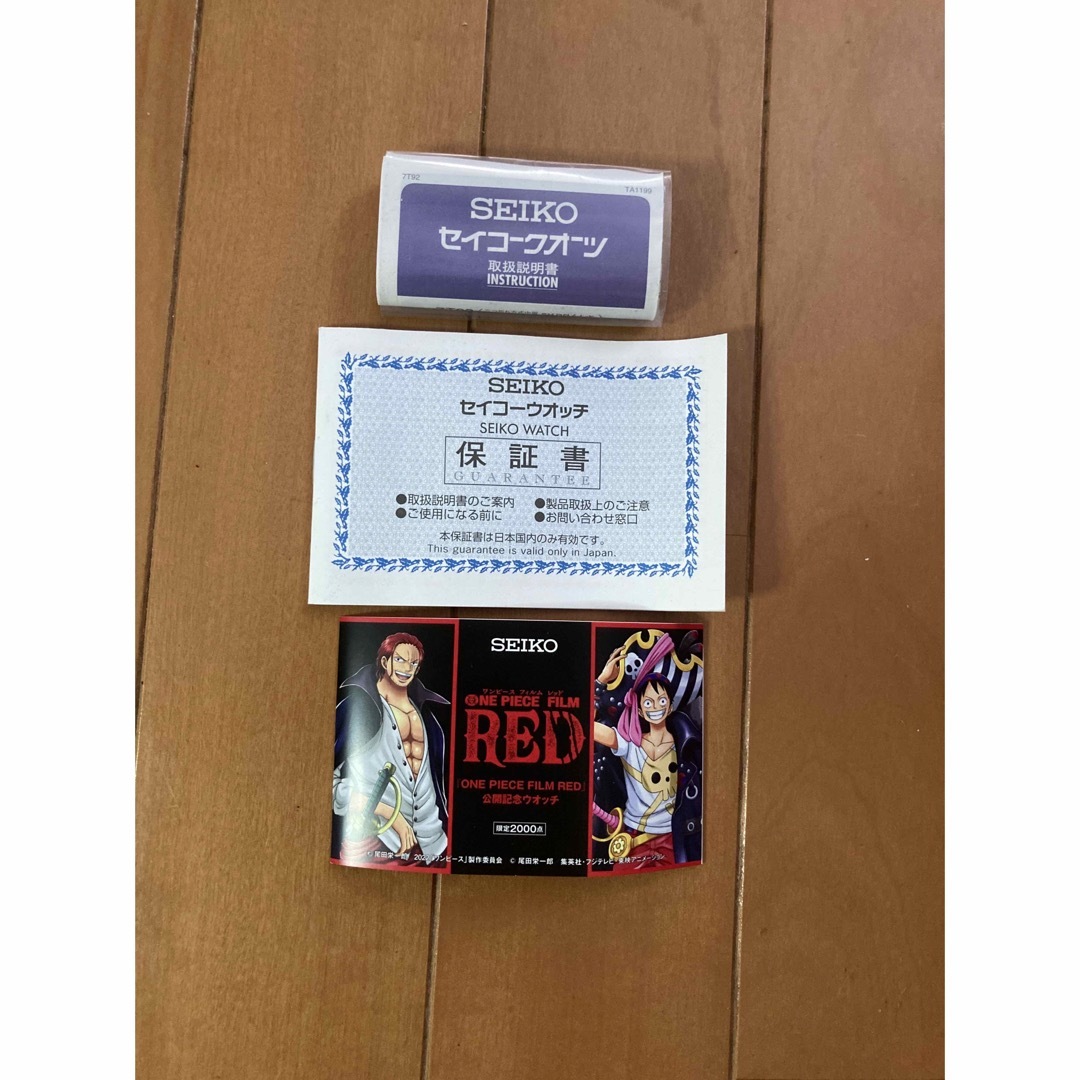 7T92
TA1199
SEIKO
セイコークオーツ
取扱説明書
INSTRUCTION
SEIKO
セイコーウオッチ
SEIKO WATCH
保証書
GUARANTEE
●取扱説明書のご案内 ●製品取扱上のご注意
●ご使用になる前に ●お問い合わせ窓口
本保証書は日本国内のみ有効です。
This guarantee is valid only in Japan.
SEIKO
ワンピース フィルム レッド
ONE PIECE FILM
RED
『ONE PIECE FILM RED』
公開記念ウオッチ
限定2000点
尾田栄一郎/2022「ワンピース」製作委員会 © 尾田栄一郎 集英社・フジテレビ・東映アニメーション